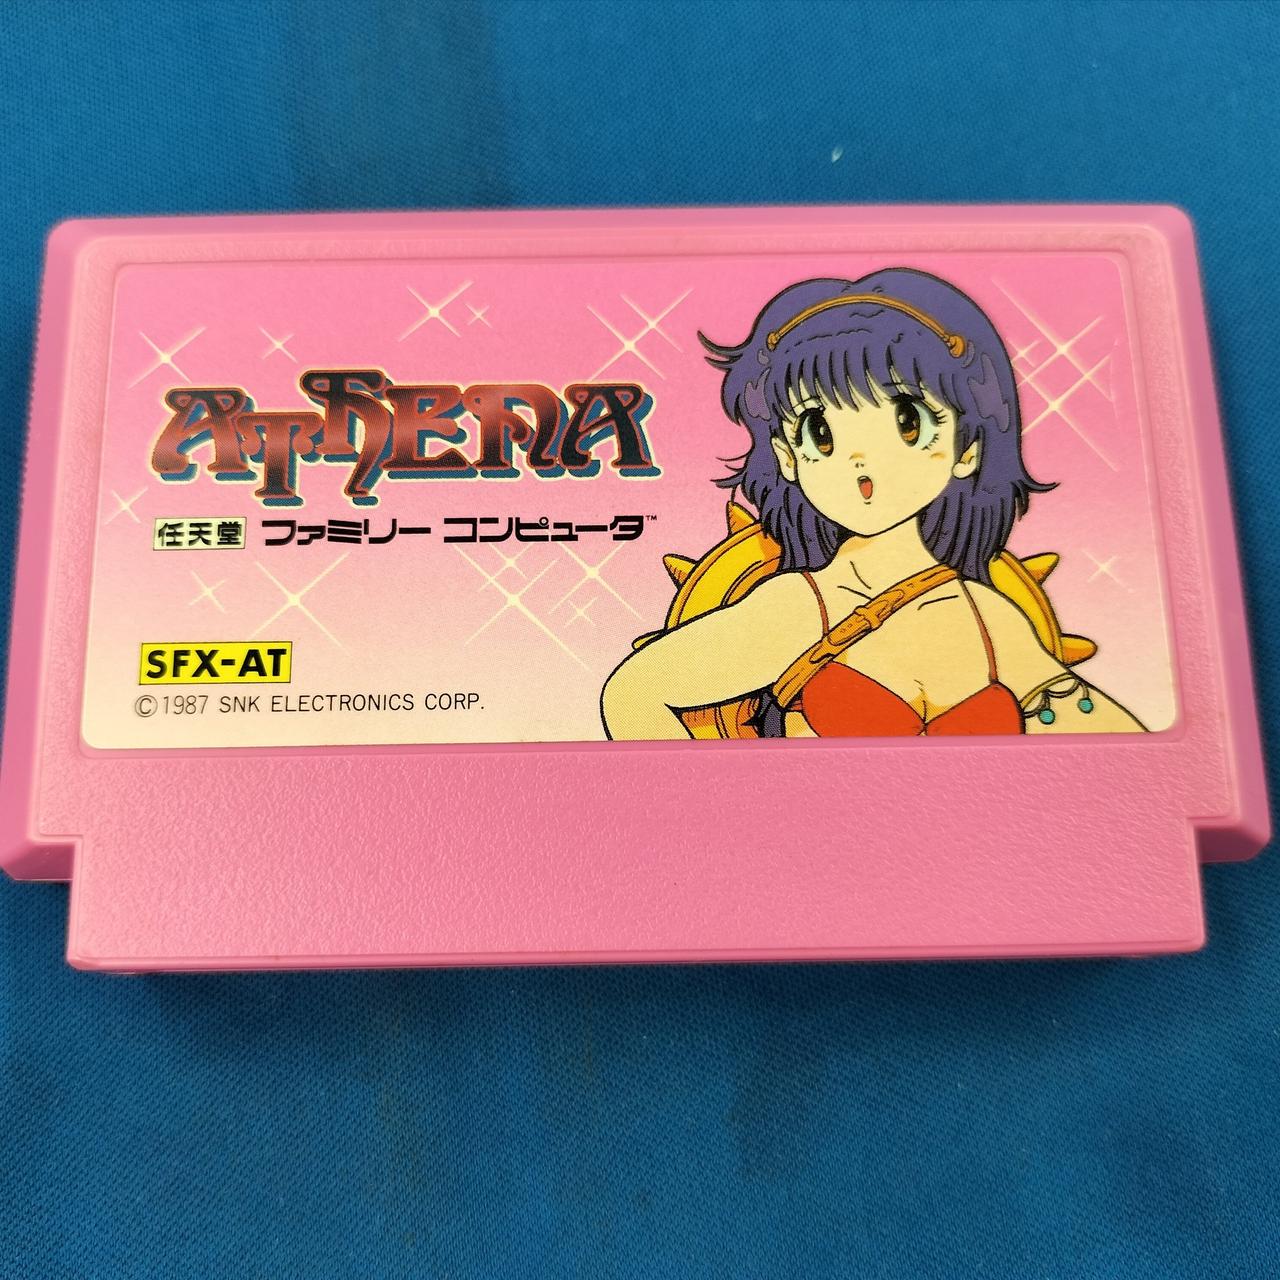 ATHENA
任天堂 ファミリー コンピュータ™
SFX-AT
©1987 SNK ELECTRONICS CORP.